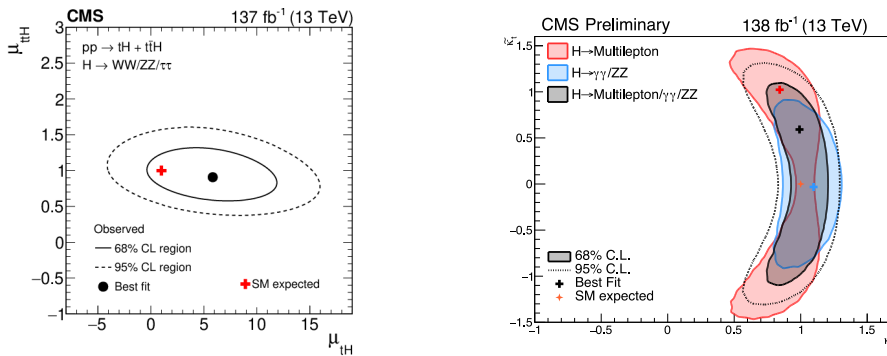 CMS 137 fb⁻¹ (13 TeV)
μ_ttH
pp → tH + tt̄H
H → WW/ZZ/ττ
3
2.5
2
1.5
1
0.5
0
−0.5
−1
Observed
68% CL region
95% CL region
Best fit
SM expected
−5 0 5 10 15
μ_tH
CMS Preliminary 138 fb⁻¹ (13 TeV)
κ̃_t
H→Multilepton
H→γγ/ZZ
H→Multilepton/γγ/ZZ
1.5
1.0
0.5
0
−0.5
−1
−1.5
68% C.L.
95% C.L.
Best Fit
SM expected
−1 −0.5 0 0.5 1 1.5